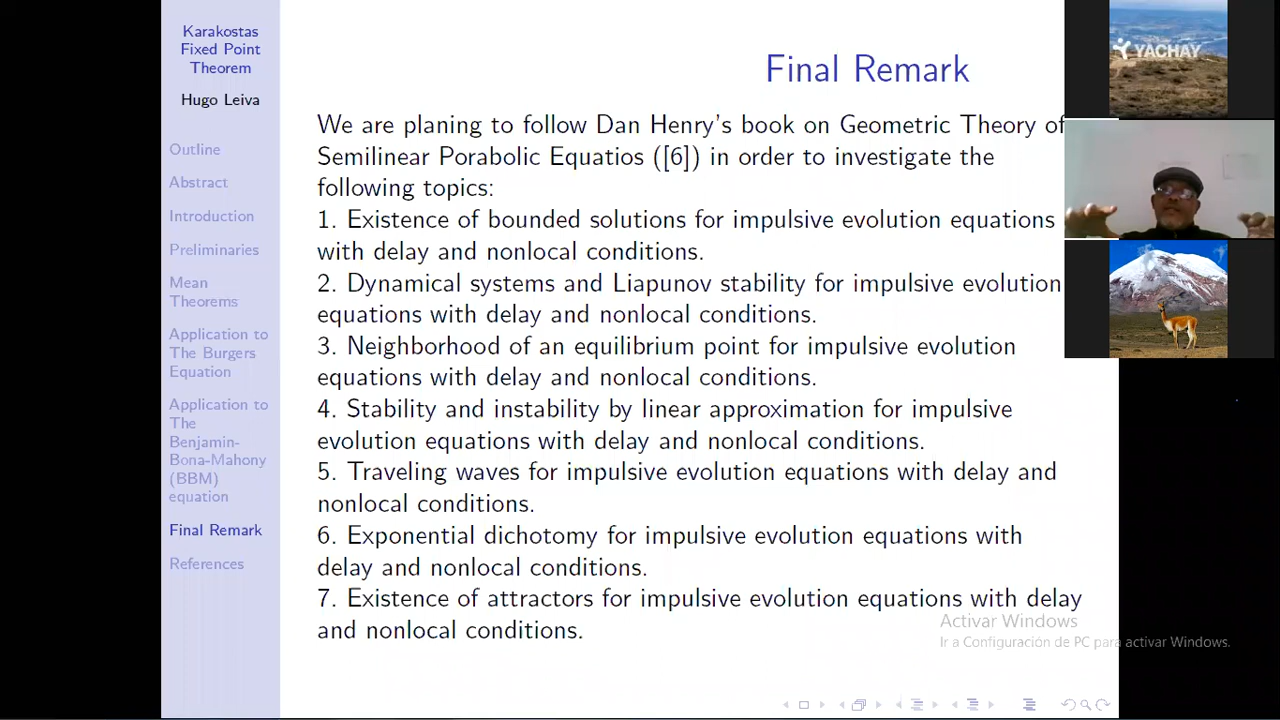 Karakostas
Fixed Point
Theorem
Hugo Leiva
Outline
Abstract
Introduction
Preliminaries
Mean
Theorems
Application to
The Burgers
Equation
Application to
The
Benjamin-
Bona-Mahony
(BBM)
equation
Final Remark
References
Final Remark
We are planing to follow Dan Henry's book on Geometric Theory of
Semilinear Porabolic Equatios ([6]) in order to investigate the
following topics:
1. Existence of bounded solutions for impulsive evolution equations
with delay and nonlocal conditions.
2. Dynamical systems and Liapunov stability for impulsive evolution
equations with delay and nonlocal conditions.
3. Neighborhood of an equilibrium point for impulsive evolution
equations with delay and nonlocal conditions.
4. Stability and instability by linear approximation for impulsive
evolution equations with delay and nonlocal conditions.
5. Traveling waves for impulsive evolution equations with delay and
nonlocal conditions.
6. Exponential dichotomy for impulsive evolution equations with
delay and nonlocal conditions.
7. Existence of attractors for impulsive evolution equations with delay
and nonlocal conditions.
Activar Windows
Ir a Configuración de PC para activar Windows.
YACHAY